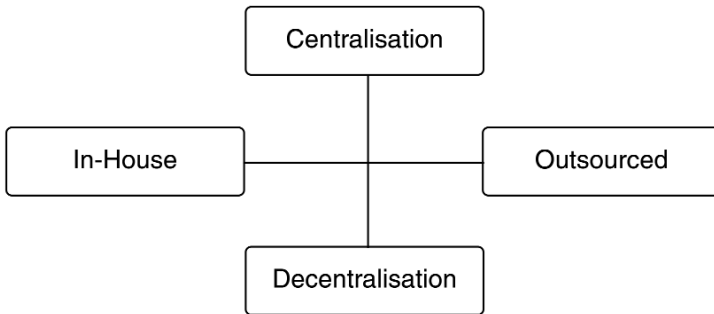 Centralisation
In-House
Outsourced
Decentralisation